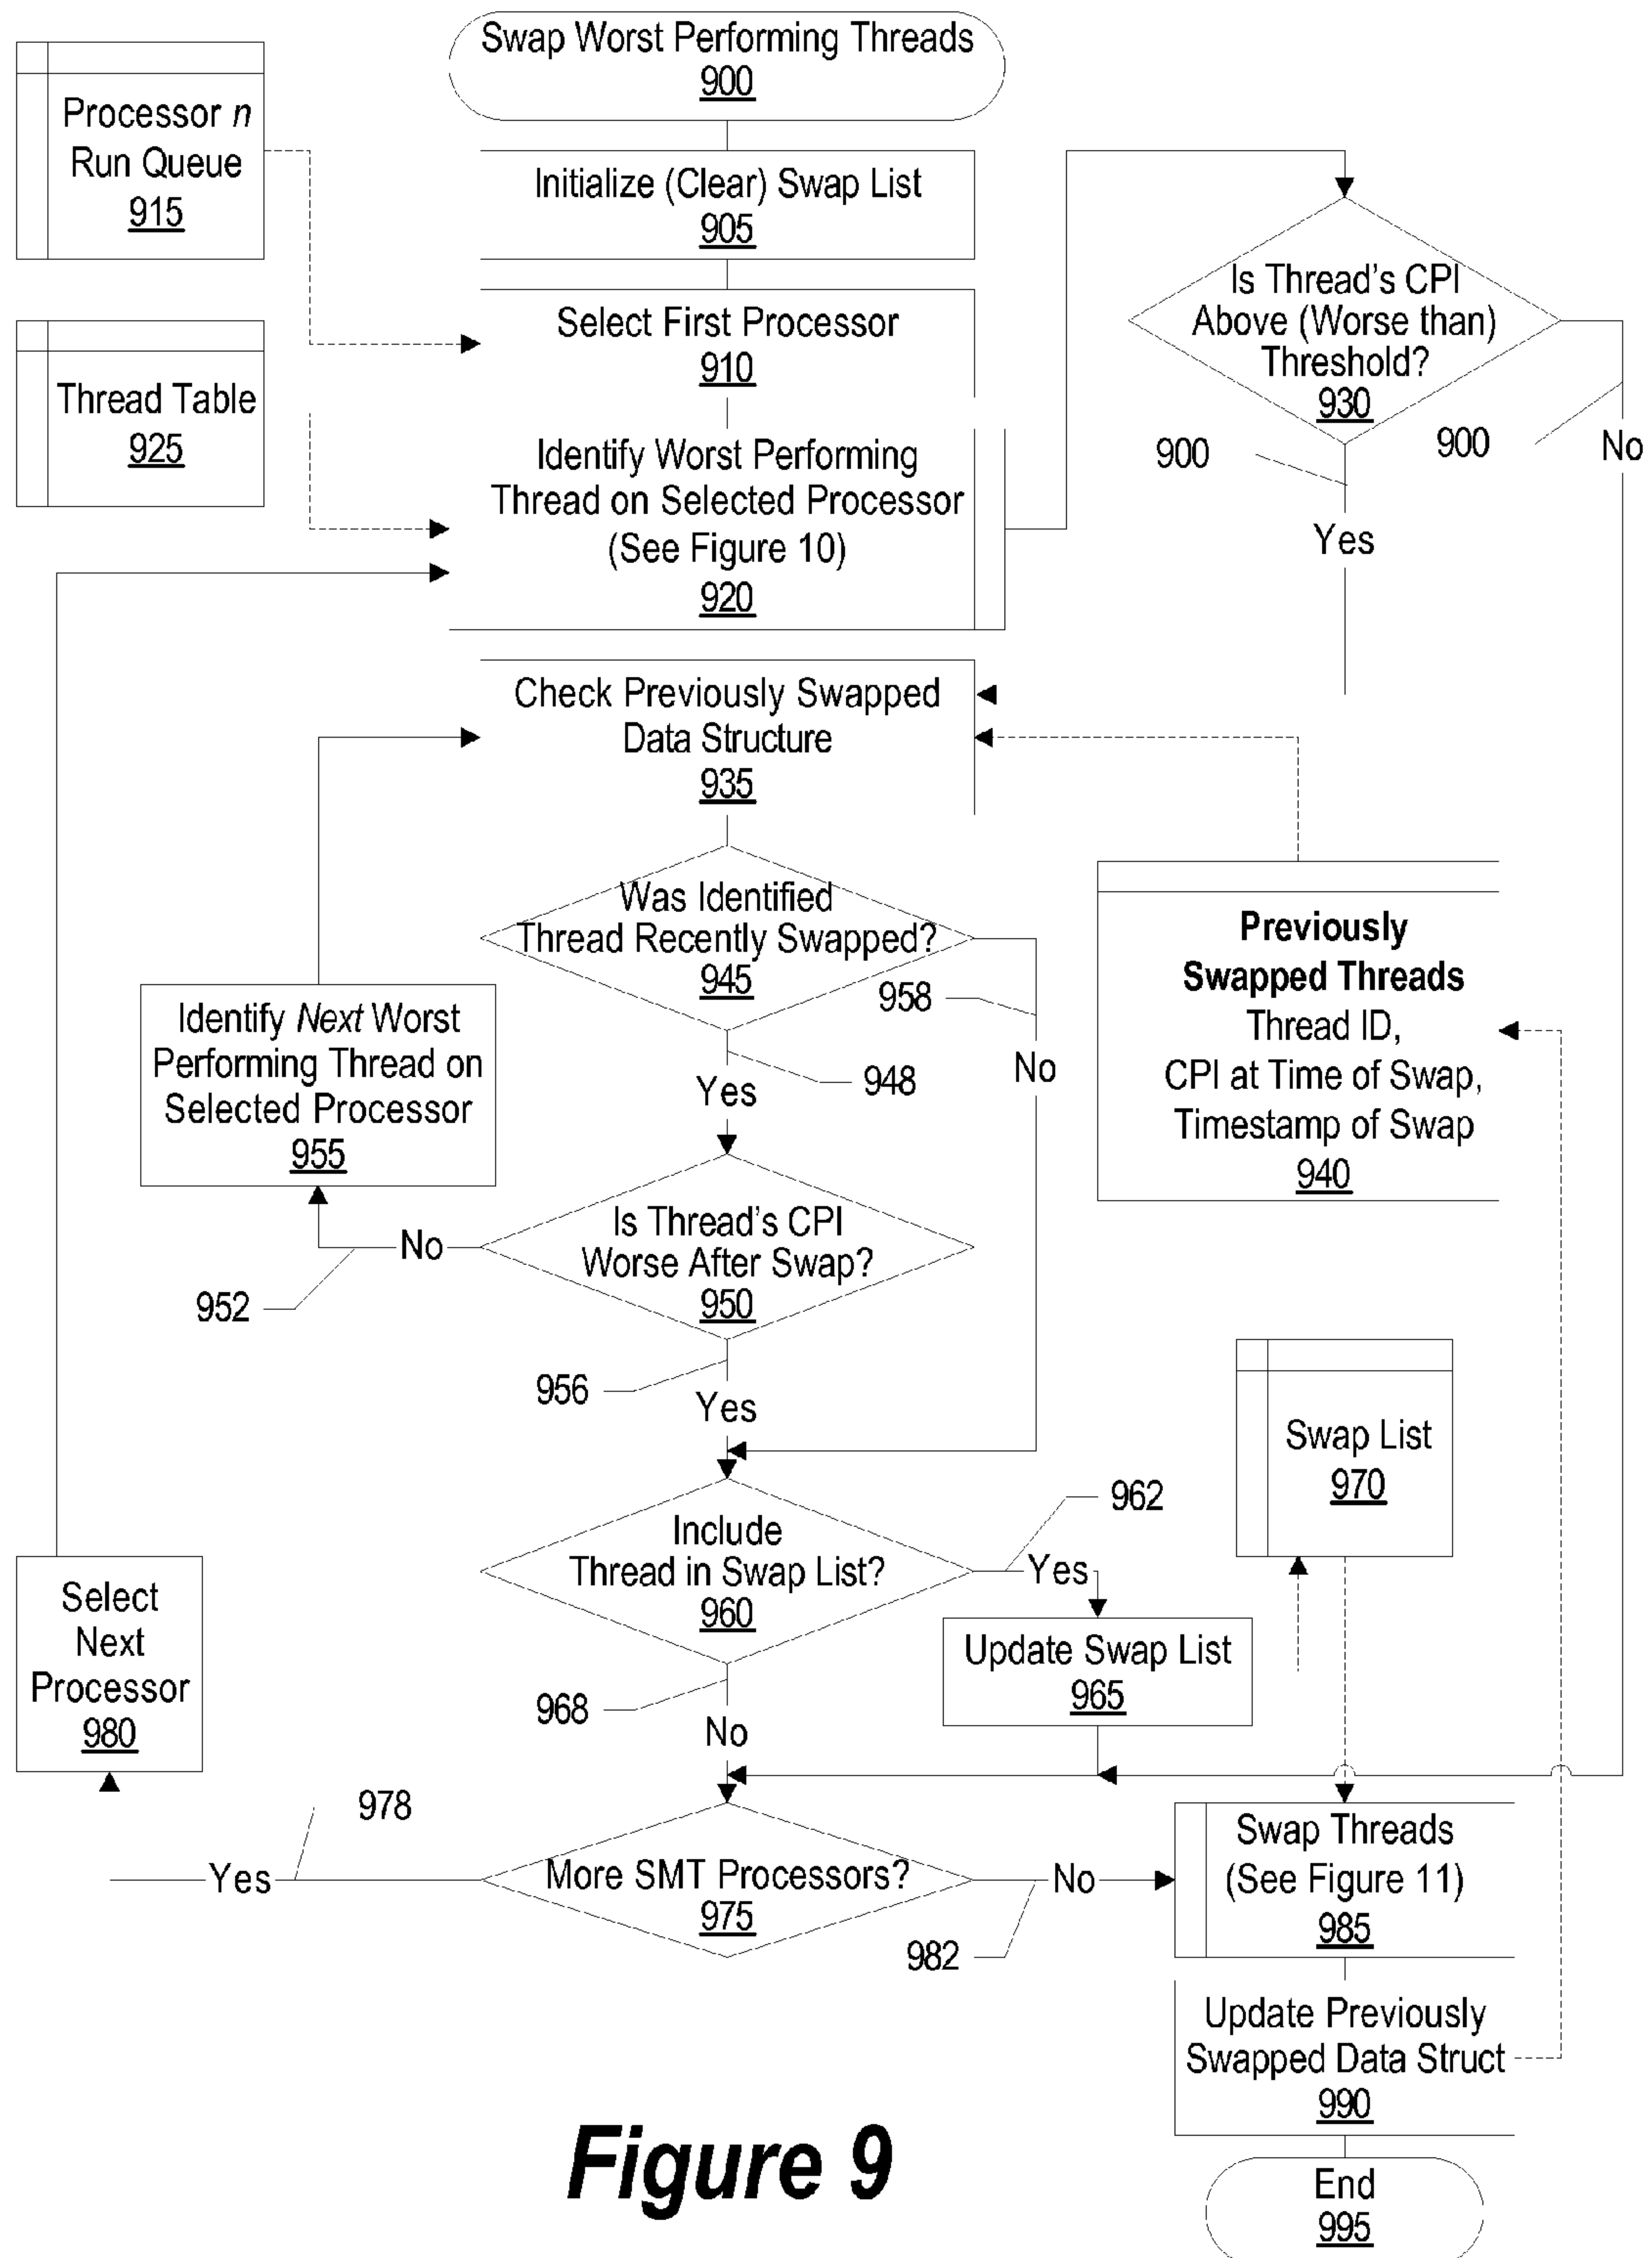 Swap Worst Performing Threads
900
Processor n
Run Queue
915
Initialize (Clear) Swap List
905
Select First Processor
910
Thread Table
925
Identify Worst Performing
Thread on Selected Processor
(See Figure 10)
920
Is Thread's CPI
Above (Worse than)
Threshold?
930
900
900
No
Yes
Check Previously Swapped
Data Structure
935
Was Identified
Thread Recently Swapped?
945
958
No
948
Yes
Previously
Swapped Threads
Thread ID,
CPI at Time of Swap,
Timestamp of Swap
940
Identify Next Worst
Performing Thread on
Selected Processor
955
Is Thread's CPI
Worse After Swap?
950
No
952
956
Yes
Swap List
970
Include
Thread in Swap List?
960
962
Yes
Update Swap List
965
968
No
Select
Next
Processor
980
978
Yes
More SMT Processors?
975
No
982
Swap Threads
(See Figure 11)
985
Update Previously
Swapped Data Struct
990
End
995
Figure 9